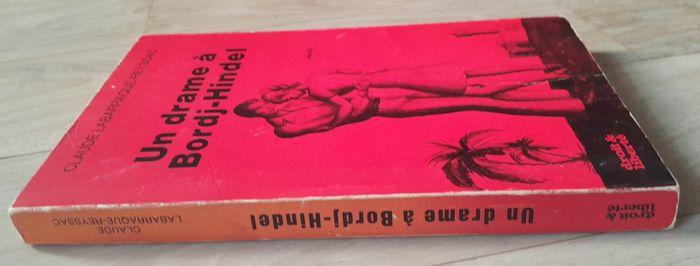 CLAUDE LABARRAQUE-REYSSAC
Un drame à
Bordj-Hindel
droit &
liberté
CLAUDE
LABARRAQUE-REYSSAC
Un drame à Bordj-Hindel
droit &
liberté